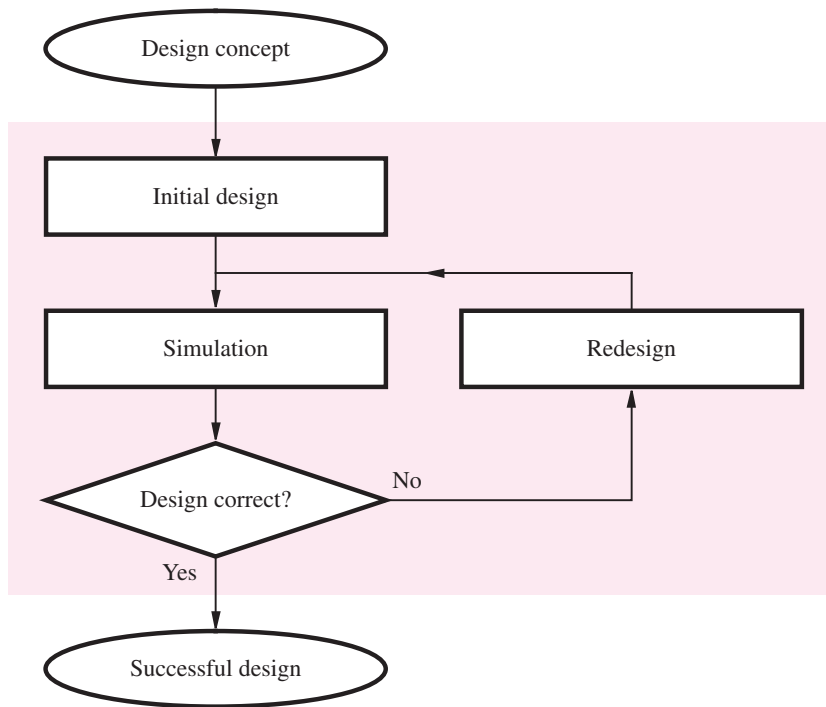 Design concept
Initial design
Simulation
Redesign
Design correct?
No
Yes
Successful design